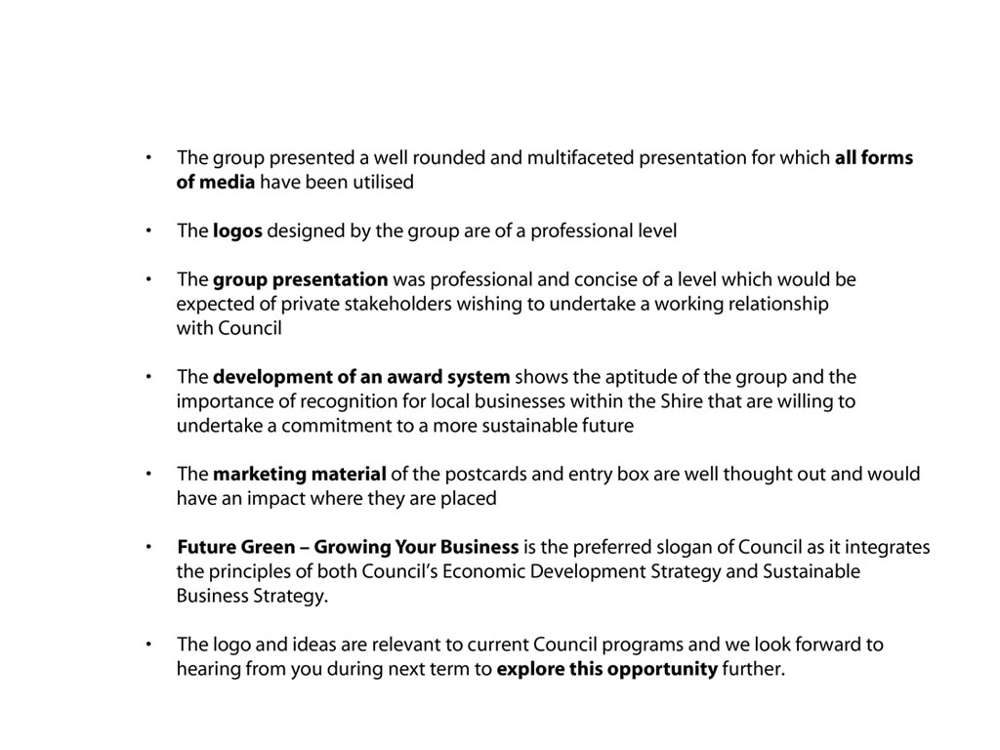 • The group presented a well rounded and multifaceted presentation for which all forms
of media have been utilised
• The logos designed by the group are of a professional level
• The group presentation was professional and concise of a level which would be
expected of private stakeholders wishing to undertake a working relationship
with Council
• The development of an award system shows the aptitude of the group and the
importance of recognition for local businesses within the Shire that are willing to
undertake a commitment to a more sustainable future
• The marketing material of the postcards and entry box are well thought out and would
have an impact where they are placed
• Future Green – Growing Your Business is the preferred slogan of Council as it integrates
the principles of both Council’s Economic Development Strategy and Sustainable
Business Strategy.
• The logo and ideas are relevant to current Council programs and we look forward to
hearing from you during next term to explore this opportunity further.